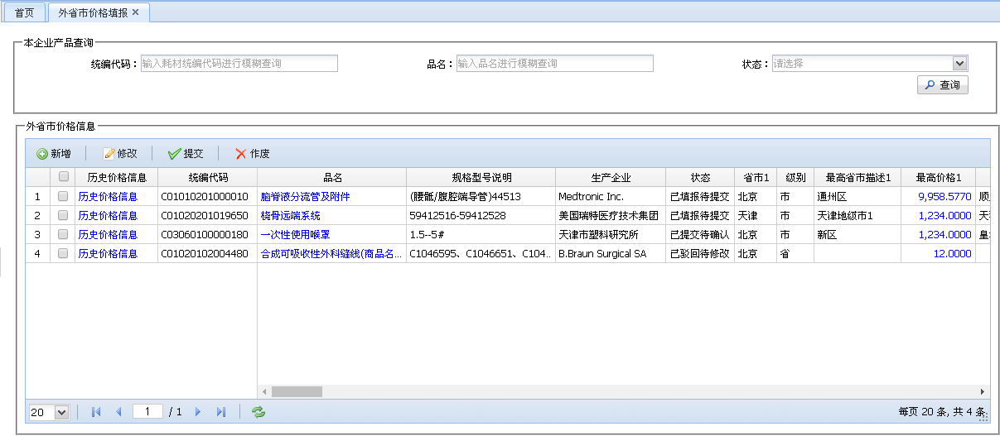 首页 外省市价格填报 ×
本企业产品查询
统编代码： 输入耗材统编代码进行模糊查询 品名： 输入品名进行模糊查询 状态： 请选择
查询
外省市价格信息
新增 修改 提交 作废
历史价格信息 统编代码 品名 规格型号说明 生产企业 状态 省市1 级别 最高省市描述1 最高价格1
1 历史价格信息 C01010201000010 脑脊液分流管及附件 (腰骶/腹腔端导管)44513 Medtronic Inc. 已填报待提交 北京 市 通州区 9,958.5770 顺
2 历史价格信息 C01020201019650 桡骨远端系统 59412516-59412528 美国瑞特医疗技术集团 已填报待提交 天津 市 天津地级市1 1,234.0000
3 历史价格信息 C03060100000180 一次性使用喉罩 1.5--5# 天津市塑料研究所 已提交待确认 北京 市 新区 1,234.0000 皇
4 历史价格信息 C01020102004480 合成可吸收性外科缝线(商品名... C1046595、C1046651、C104... B.Braun Surgical SA 已驳回待修改 北京 省 12.0000
20 1 / 1 每页 20 条, 共 4 条